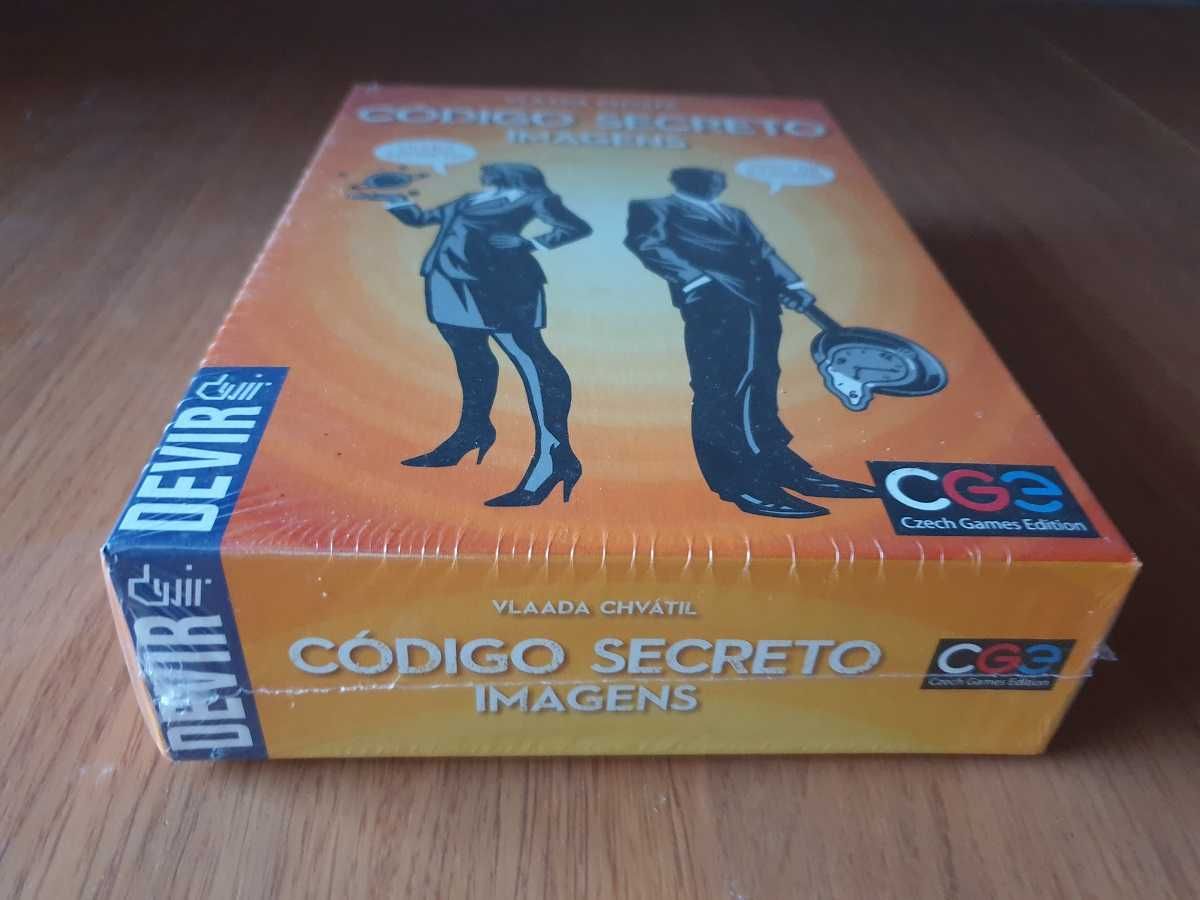 CÓDIGO SECRETO
IMAGENS
DEVIR
CGE
Czech Games Edition
DEVIR
VLAADA CHVÁTIL
CÓDIGO SECRETO
IMAGENS
CGE
Czech Games Edition